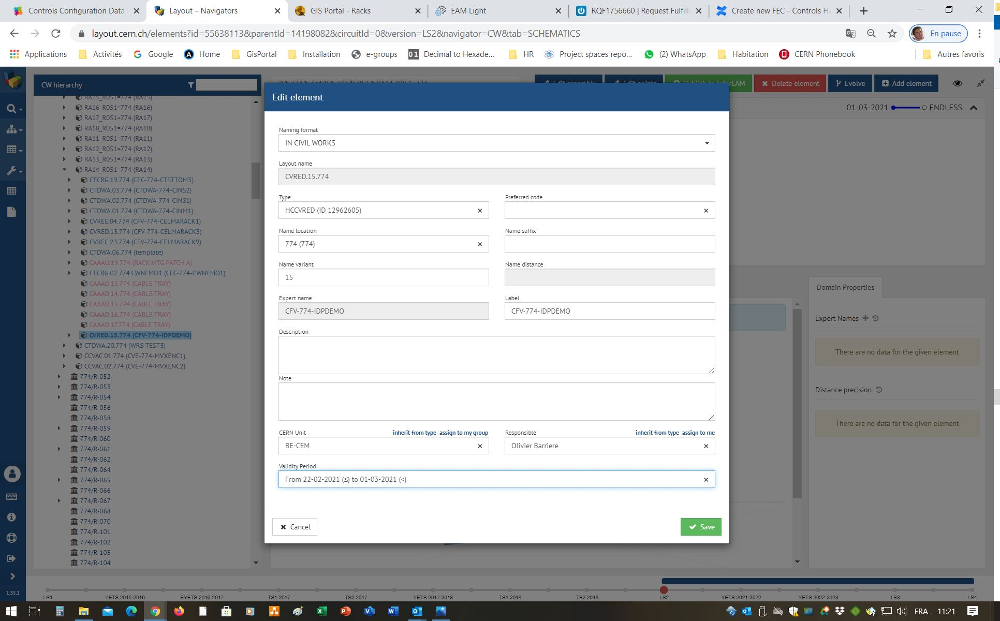 Controls Configuration Data
Layout – Navigators
GIS Portal - Racks
EAM Light
RQF1756660 | Request Fulfil
Create new FEC - Controls Ha
layout.cern.ch/elements?id=55638113&parentId=14198082&circuitId=0&version=LS2&navigator=CW&tab=SCHEMATICS
En pause
Applications
Activités
Google
Home
GisPortal
Installation
e-groups
Decimal to Hexade...
HR
Project spaces repo...
(2) WhatsApp
Habitation
CERN Phonebook
Autres favoris
CW hierarchy
Delete element
Evolve
Add element
01-03-2021
ENDLESS
RA15_R051=774 (RA15)
RA16_R051=774 (RA16)
RA17_R051=774 (RA17)
RA18_R051=774 (RA18)
RA11_R051=774 (RA11)
RA12_R051=774 (RA12)
RA13_R051=774 (RA13)
RA14_R051=774 (RA14)
CFCRG.19.774 (CFC-774-CTSTTOM3)
CTDWA.03.774 (CTDWA-774-CINS2)
CTDWA.02.774 (CTDWA-774-CINS1)
CTDWA.01.774 (CTDWA-774-CINM1)
CVREE.04.774 (CFV-774-CELMARACK1)
CVRED.13.774 (CFV-774-CELMARACK3)
CVREC.23.774 (CFV-774-CELMARACK9)
CTDWA.06.774 (template)
CAAAU.19.774 (RACK MTG PATCH A)
CFCRG.02.774.CWNEMO1 (CFC-774-CWNEMO1)
CAAAD.13.774 (CABLE TRAY)
CAAAD.14.774 (CABLE TRAY)
CAAAD.15.774 (CABLE TRAY)
CAAAD.16.774 (CABLE TRAY)
CAAAD.17.774 (CABLE TRAY)
CVRED.15.774 (CFV-774-IDPDEMO)
CTDWA.20.774 (WRS-TEST3)
CCVAC.01.774 (CVE-774-MVXENC1)
CCVAC.02.774 (CVE-774-MVXENC2)
774/R-052
774/R-053
774/R-054
774/R-056
774/R-058
774/R-059
774/R-060
774/R-061
774/R-062
774/R-064
774/R-065
774/R-066
774/R-067
774/R-068
774/R-070
774/R-101
774/R-102
774/R-103
774/R-104
Edit element
Naming format
IN CIVIL WORKS
Layout name
CVRED.15.774
Type
Preferred code
HCCVRED (ID 12962605)
Name location
Name suffix
774 (774)
Name variant
Name distance
15
Expert name
Label
CFV-774-IDPDEMO
CFV-774-IDPDEMO
Description
Note
CERN Unit
inherit from type assign to my group
Responsible
inherit from type assign to me
BE-CEM
Olivier Barriere
Validity Period
From 22-02-2021 (≤) to 01-03-2021 (<)
Cancel
Save
Domain Properties
Expert Names
There are no data for the given element
Distance precision
There are no data for the given element
1.35.1
LS1
YETS 2015-2016
EYETS 2016-2017
TS1 2017
TS2 2017
YETS 2017-2018
TS1 2018
TS2 2018
LS2
YETS 2021-2022
YETS 2022-2023
LS3
LS4
FRA
11:21